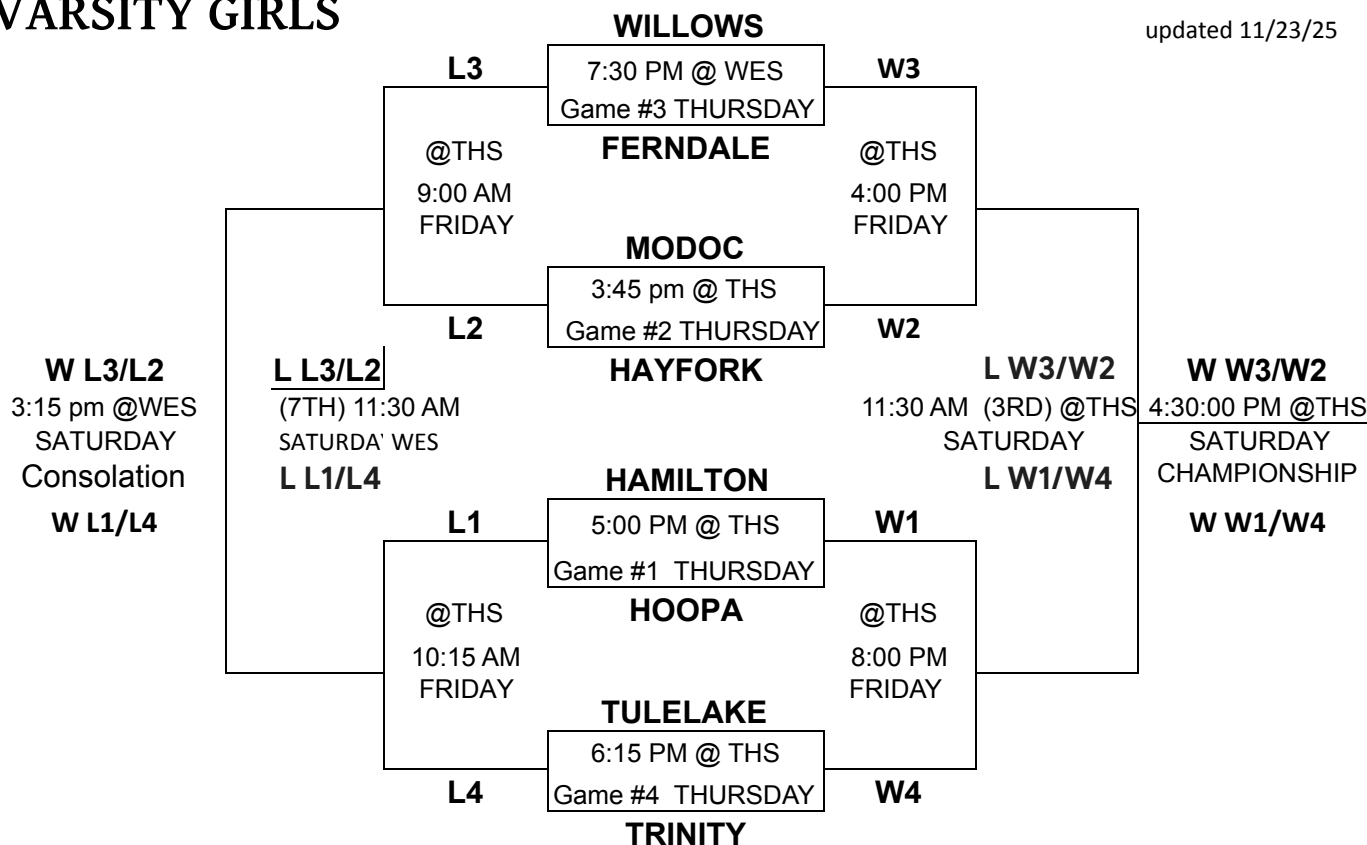 VARSITY GIRLS
updated 11/23/25
WILLOWS
L3
7:30 PM @ WES
W3
Game #3 THURSDAY
@THS
FERNDALE
@THS
9:00 AM
4:00 PM
FRIDAY
FRIDAY
MODOC
3:45 pm @ THS
L2
Game #2 THURSDAY
W2
W L3/L2
L L3/L2
HAYFORK
L W3/W2
W W3/W2
3:15 pm @WES
(7TH) 11:30 AM
11:30 AM (3RD) @THS
4:30:00 PM @THS
SATURDAY
SATURDA' WES
SATURDAY
SATURDAY
Consolation
L L1/L4
HAMILTON
L W1/W4
CHAMPIONSHIP
W L1/L4
L1
5:00 PM @ THS
W1
W W1/W4
Game #1 THURSDAY
@THS
HOOPA
@THS
10:15 AM
8:00 PM
FRIDAY
FRIDAY
TULELAKE
6:15 PM @ THS
L4
Game #4 THURSDAY
W4
TRINITY